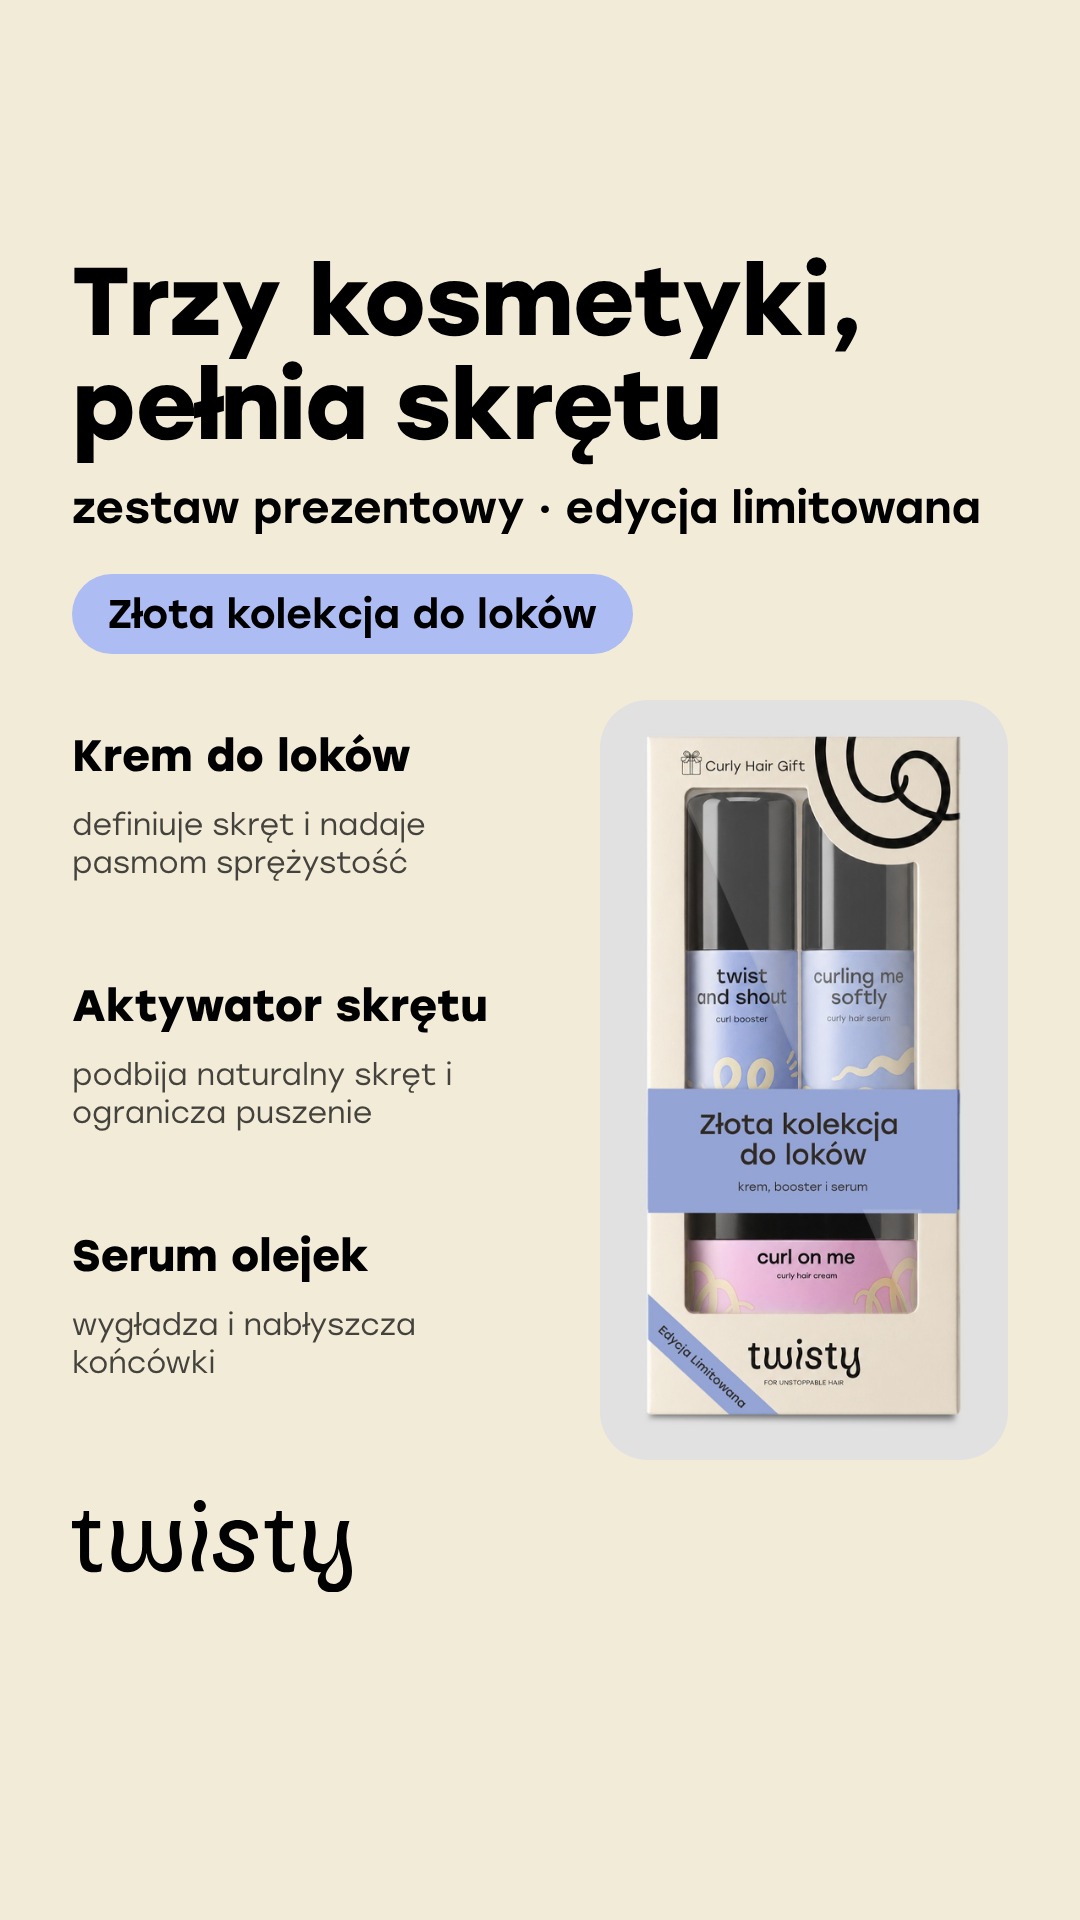 Trzy kosmetyki,
pełnia skrętu
zestaw prezentowy · edycja limitowana
Złota kolekcja do loków
Krem do loków
definiuje skręt i nadaje
pasmom sprężystość
Aktywator skrętu
podbija naturalny skręt i
ogranicza puszenie
Serum olejek
wygładza i nabłyszcza
końcówki
Curly Hair Gift
twist
and shout
curl booster
curling me
softly
curly hair serum
Złota kolekcja
do loków
krem, booster i serum
curl on me
curly hair cream
Edycja Limitowana
twisty
FOR UNSTOPPABLE HAIR
twisty